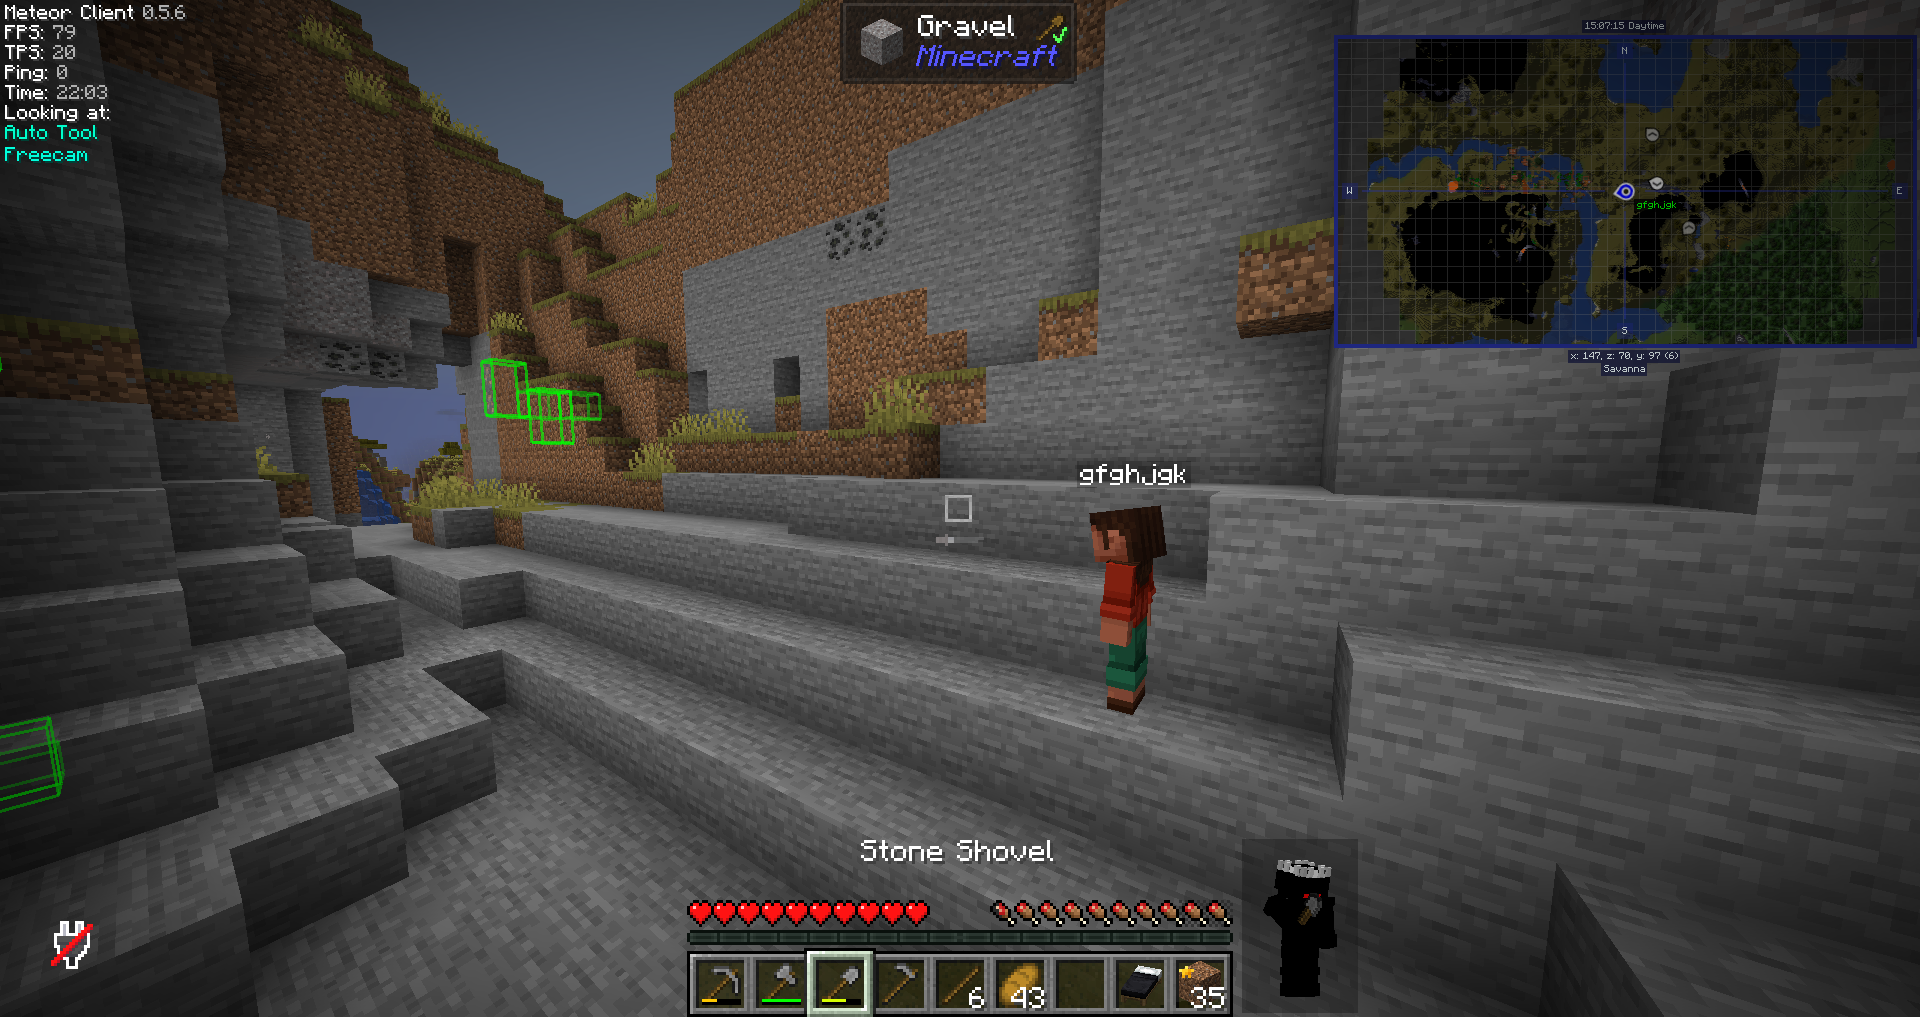 Meteor Client 0.5.6
FPS: 79
TPS: 20
Ping: 0
Time: 22:03
Looking at:
Auto Tool
Freecam
Gravel
Minecraft
15:07:15 Daytime
N
W
E
gfghjgk
S
x: 147, z: 70, y: 97 (6)
Savanna
gfghjgk
Stone Shovel
6
43
35